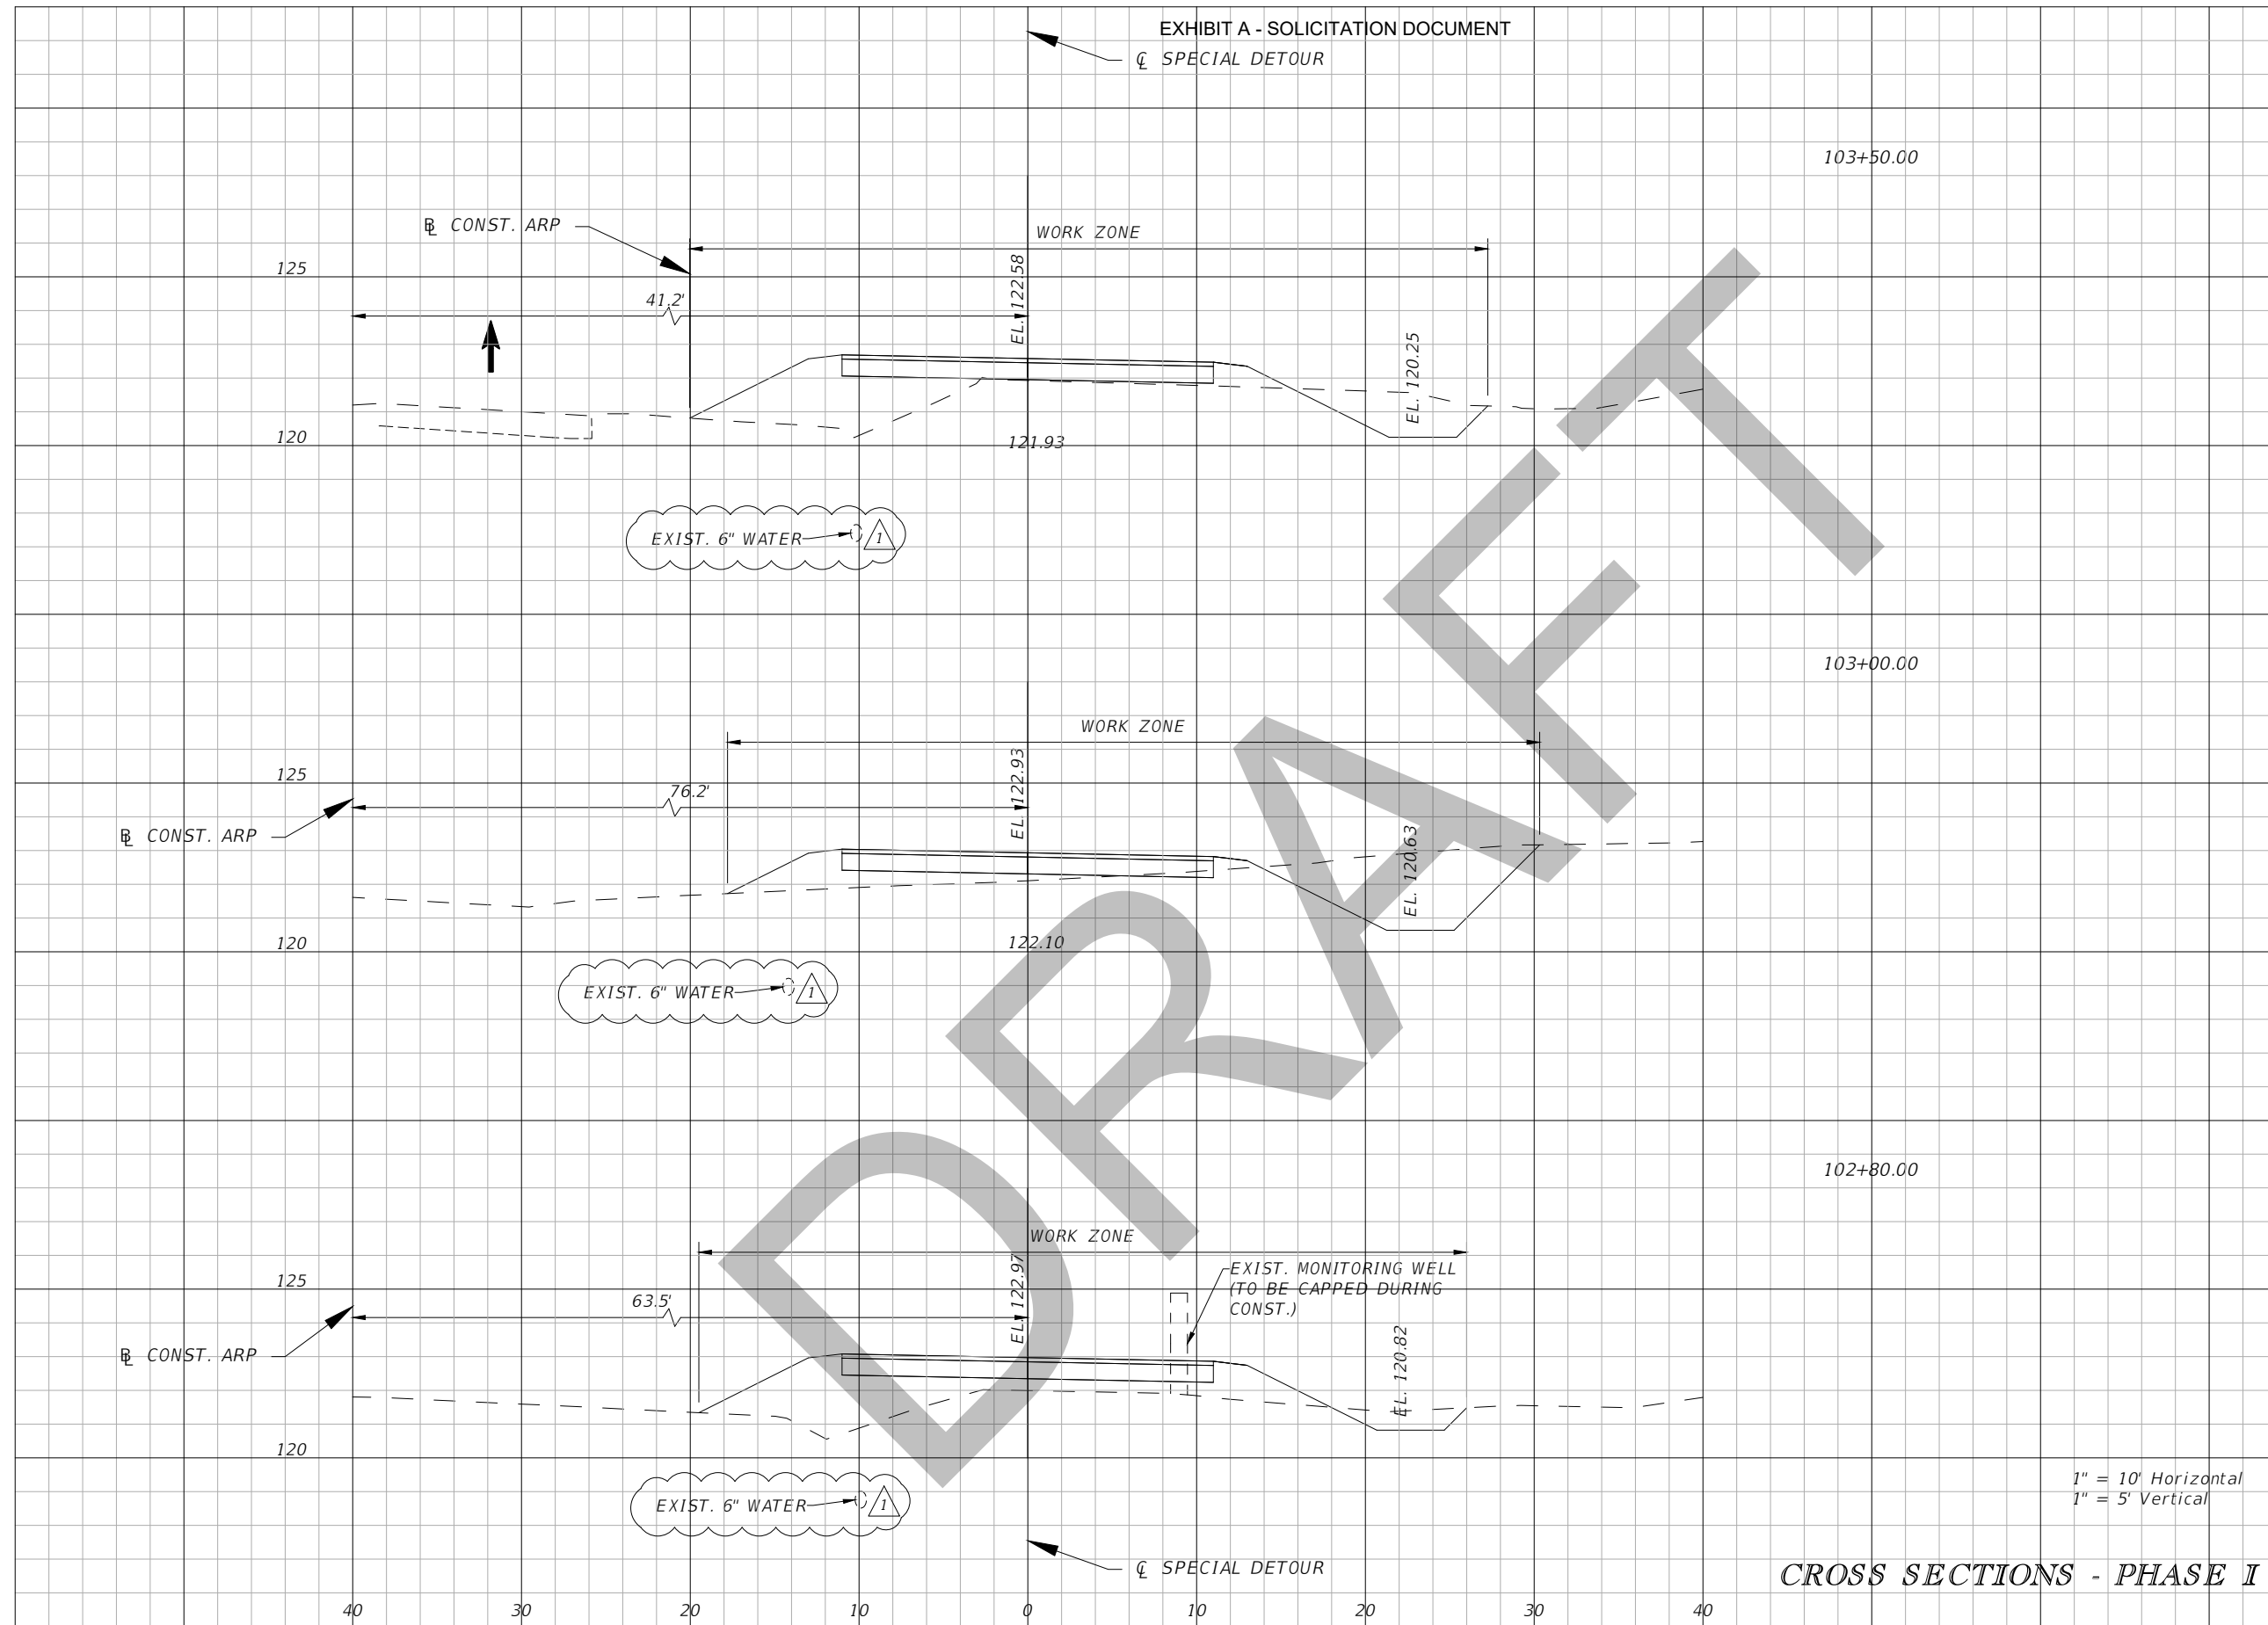 EXHIBIT A - SOLICITATION DOCUMENT
℄ SPECIAL DETOUR
103+50.00
BL CONST. ARP
WORK ZONE
125
41.2'
EL. 122.58
EL. 120.25
120
121.93
EXIST. 6" WATER
1
103+00.00
WORK ZONE
125
76.2'
EL. 122.93
BL CONST. ARP
EL. 120.63
120
122.10
EXIST. 6" WATER
1
102+80.00
WORK ZONE
125
63.5'
EL. 122.97
EXIST. MONITORING WELL
(TO BE CAPPED DURING
CONST.)
BL CONST. ARP
EL. 120.82
120
1" = 10' Horizontal
1" = 5' Vertical
EXIST. 6" WATER
1
℄ SPECIAL DETOUR
CROSS SECTIONS - PHASE I
40 30 20 10 0 10 20 30 40
DRAFT